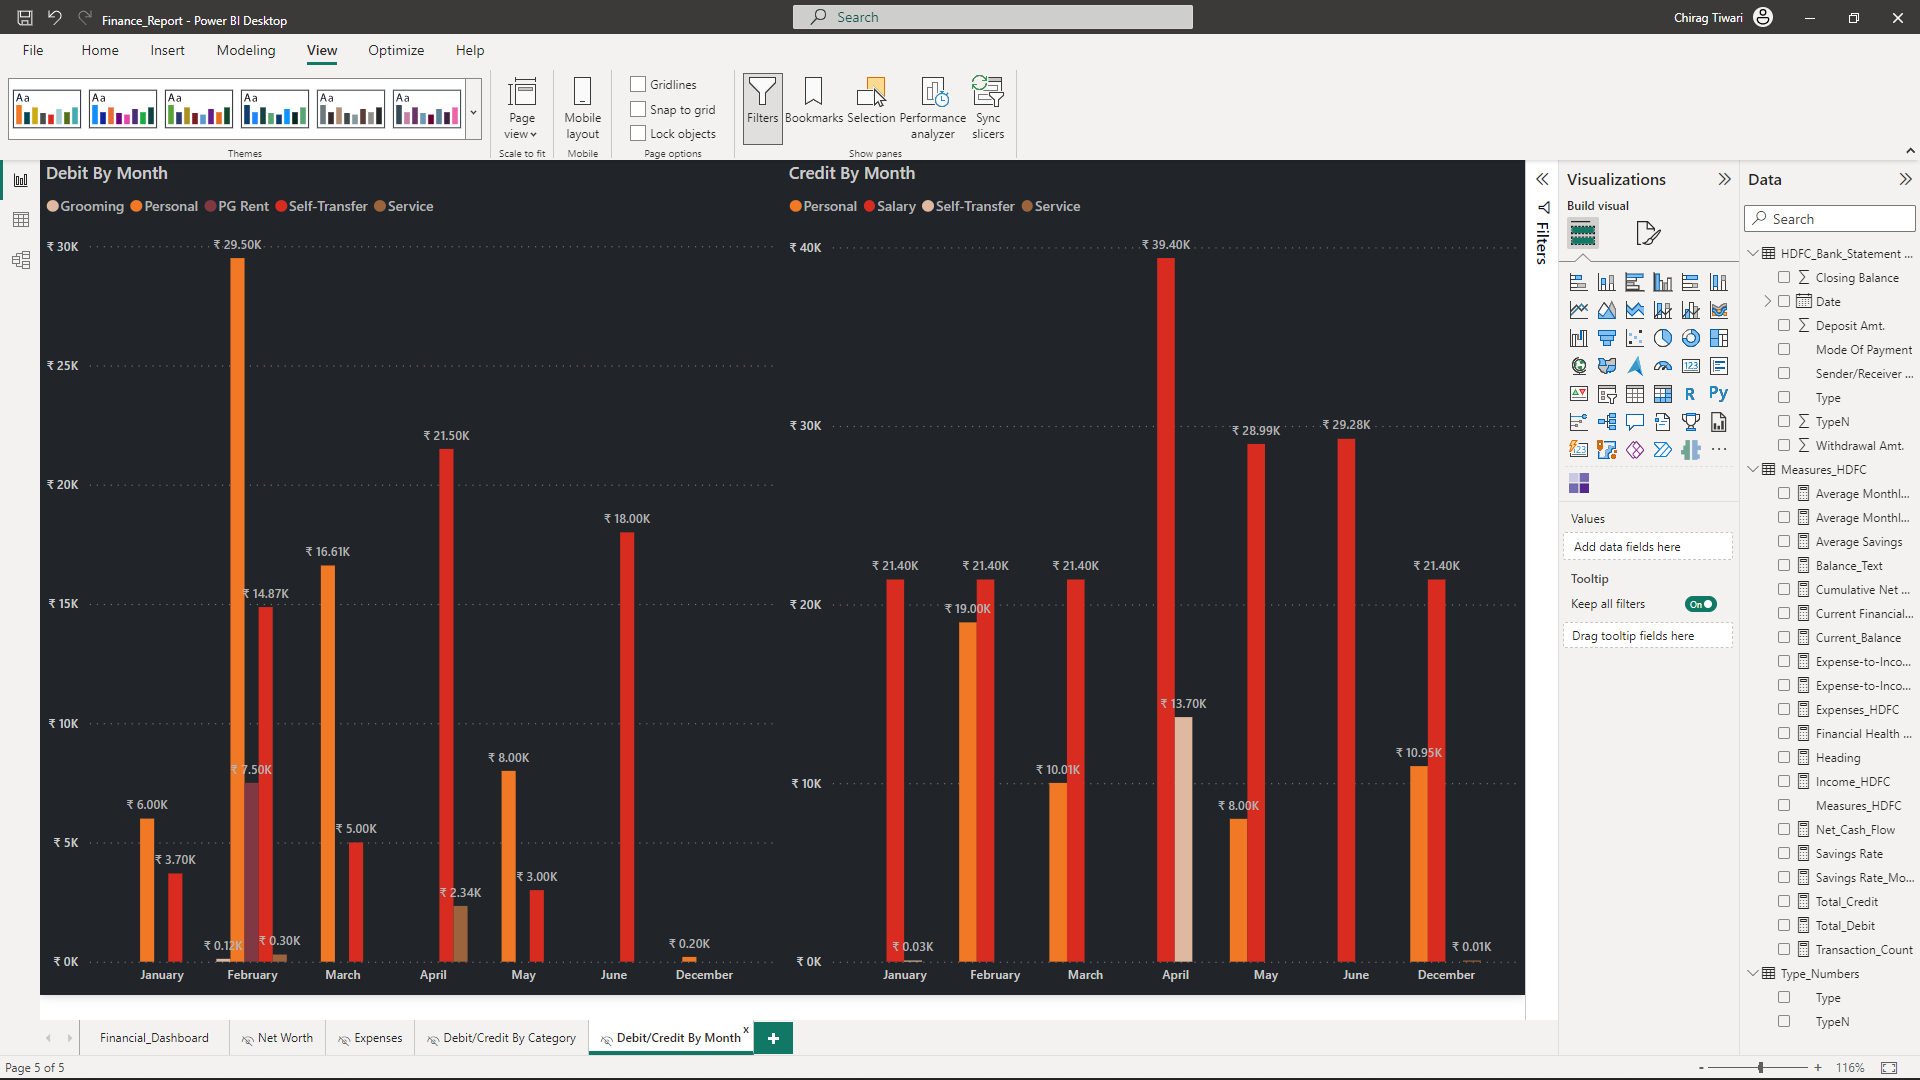 Finance_Report - Power BI Desktop
Search
Chirag Tiwari
File Home Insert Modeling View Optimize Help
Aa Aa Aa Aa Aa Aa
Themes
Page view
Scale to fit
Mobile layout
Mobile
Gridlines
Snap to grid
Lock objects
Page options
Filters
Bookmarks
Selection
Performance analyzer
Sync slicers
Show panes
Debit By Month
Grooming Personal PG Rent Self-Transfer Service
₹ 30K
₹ 25K
₹ 20K
₹ 15K
₹ 10K
₹ 5K
₹ 0K
₹ 6.00K
₹ 3.70K
₹ 0.12K
₹ 29.50K
₹ 7.50K
₹ 14.87K
₹ 0.30K
₹ 16.61K
₹ 5.00K
₹ 21.50K
₹ 2.34K
₹ 8.00K
₹ 3.00K
₹ 18.00K
₹ 0.20K
January February March April May June December
Credit By Month
Personal Salary Self-Transfer Service
₹ 40K
₹ 30K
₹ 20K
₹ 10K
₹ 0K
₹ 21.40K
₹ 0.03K
₹ 19.00K
₹ 21.40K
₹ 10.01K
₹ 21.40K
₹ 39.40K
₹ 13.70K
₹ 8.00K
₹ 28.99K
₹ 29.28K
₹ 10.95K
₹ 21.40K
₹ 0.01K
January February March April May June December
Filters
Visualizations
Build visual
123
R
Py
123
Values
Add data fields here
Tooltip
Keep all filters
On
Drag tooltip fields here
Data
Search
HDFC_Bank_Statement ...
Closing Balance
Date
Deposit Amt.
Mode Of Payment
Sender/Receiver ...
Type
TypeN
Withdrawal Amt.
Measures_HDFC
Average Monthl...
Average Monthl...
Average Savings
Balance_Text
Cumulative Net ...
Current Financial...
Current_Balance
Expense-to-Inco...
Expense-to-Inco...
Expenses_HDFC
Financial Health ...
Heading
Income_HDFC
Measures_HDFC
Net_Cash_Flow
Savings Rate
Savings Rate_Mo...
Total_Credit
Total_Debit
Transaction_Count
Type_Numbers
Type
TypeN
Financial_Dashboard Net Worth Expenses Debit/Credit By Category Debit/Credit By Month x +
Page 5 of 5
- + 116%